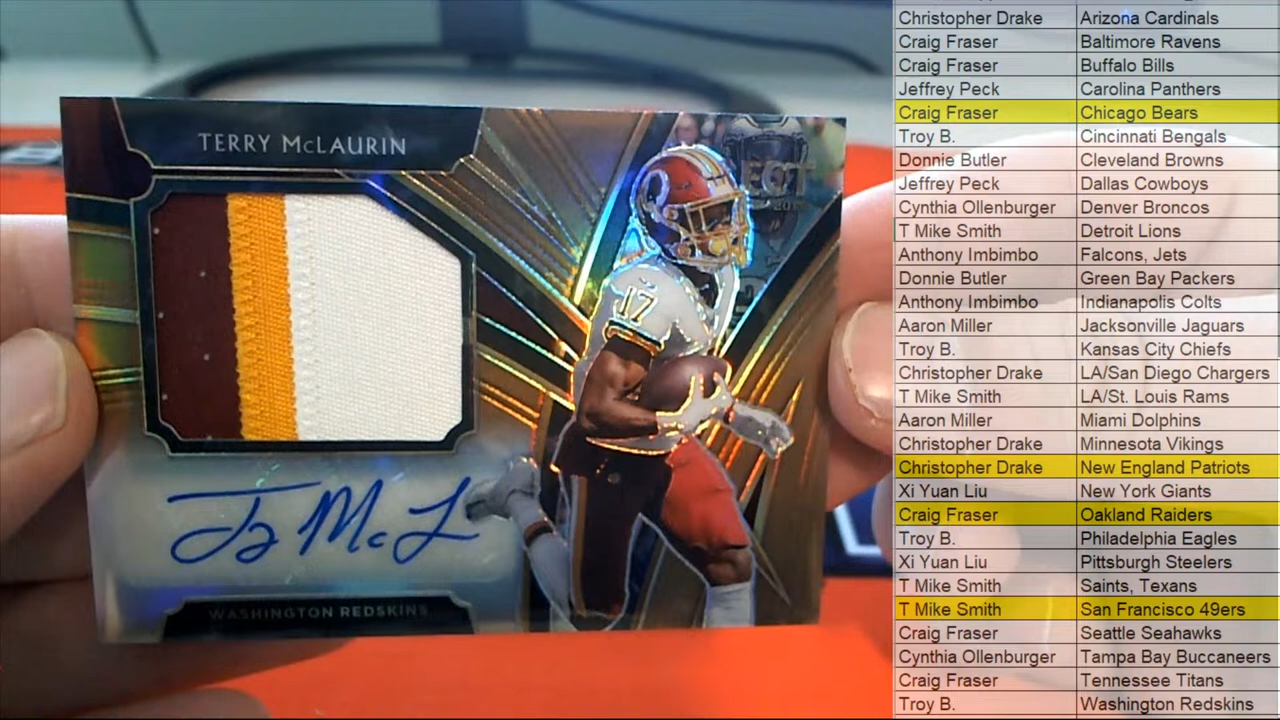 TERRY McLAURIN
17
WASHINGTON REDSKINS
Christopher Drake Arizona Cardinals
Craig Fraser Baltimore Ravens
Craig Fraser Buffalo Bills
Jeffrey Peck Carolina Panthers
Craig Fraser Chicago Bears
Troy B. Cincinnati Bengals
Donnie Butler Cleveland Browns
Jeffrey Peck Dallas Cowboys
Cynthia Ollenburger Denver Broncos
T Mike Smith Detroit Lions
Anthony Imbimbo Falcons, Jets
Donnie Butler Green Bay Packers
Anthony Imbimbo Indianapolis Colts
Aaron Miller Jacksonville Jaguars
Troy B. Kansas City Chiefs
Christopher Drake LA/San Diego Chargers
T Mike Smith LA/St. Louis Rams
Aaron Miller Miami Dolphins
Christopher Drake Minnesota Vikings
Christopher Drake New England Patriots
Xi Yuan Liu New York Giants
Craig Fraser Oakland Raiders
Troy B. Philadelphia Eagles
Xi Yuan Liu Pittsburgh Steelers
T Mike Smith Saints, Texans
T Mike Smith San Francisco 49ers
Craig Fraser Seattle Seahawks
Cynthia Ollenburger Tampa Bay Buccaneers
Craig Fraser Tennessee Titans
Troy B. Washington Redskins